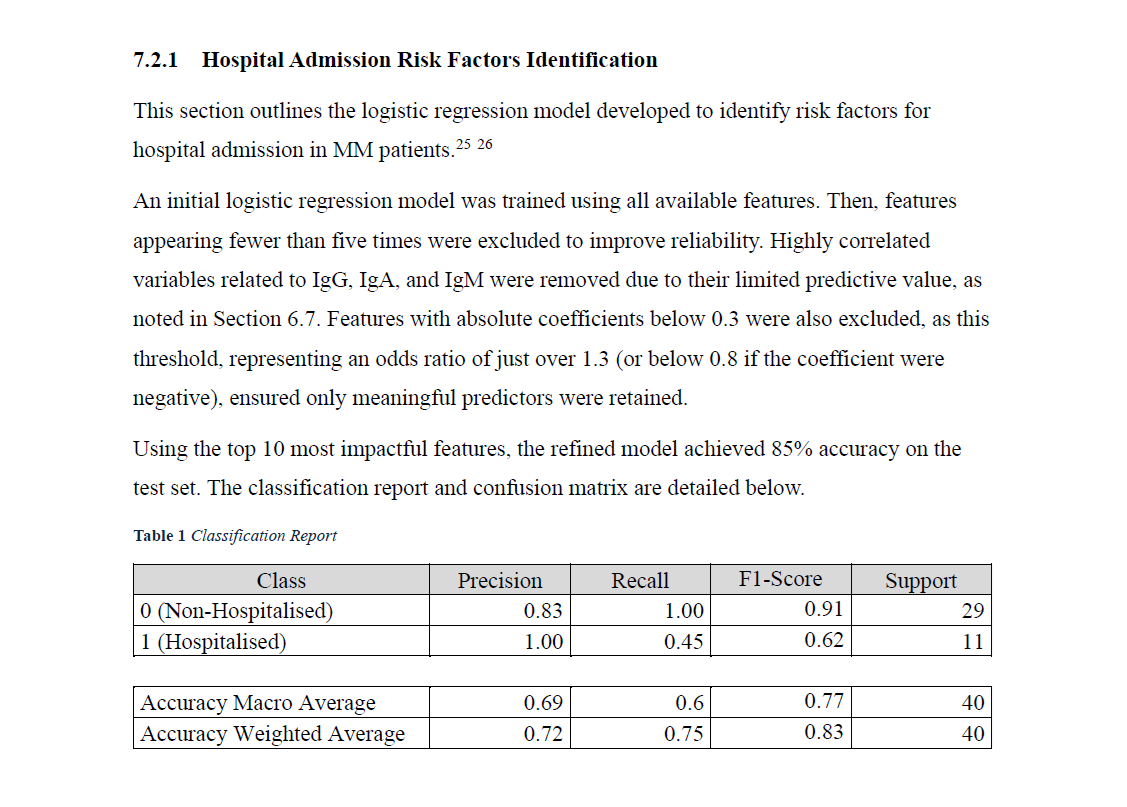 7.2.1 Hospital Admission Risk Factors Identification
This section outlines the logistic regression model developed to identify risk factors for
hospital admission in MM patients.25 26
An initial logistic regression model was trained using all available features. Then, features
appearing fewer than five times were excluded to improve reliability. Highly correlated
variables related to IgG, IgA, and IgM were removed due to their limited predictive value, as
noted in Section 6.7. Features with absolute coefficients below 0.3 were also excluded, as this
threshold, representing an odds ratio of just over 1.3 (or below 0.8 if the coefficient were
negative), ensured only meaningful predictors were retained.
Using the top 10 most impactful features, the refined model achieved 85% accuracy on the
test set. The classification report and confusion matrix are detailed below.
Table 1 Classification Report
Class Precision Recall F1-Score Support
0 (Non-Hospitalised) 0.83 1.00 0.91 29
1 (Hospitalised) 1.00 0.45 0.62 11
Accuracy Macro Average 0.69 0.6 0.77 40
Accuracy Weighted Average 0.72 0.75 0.83 40